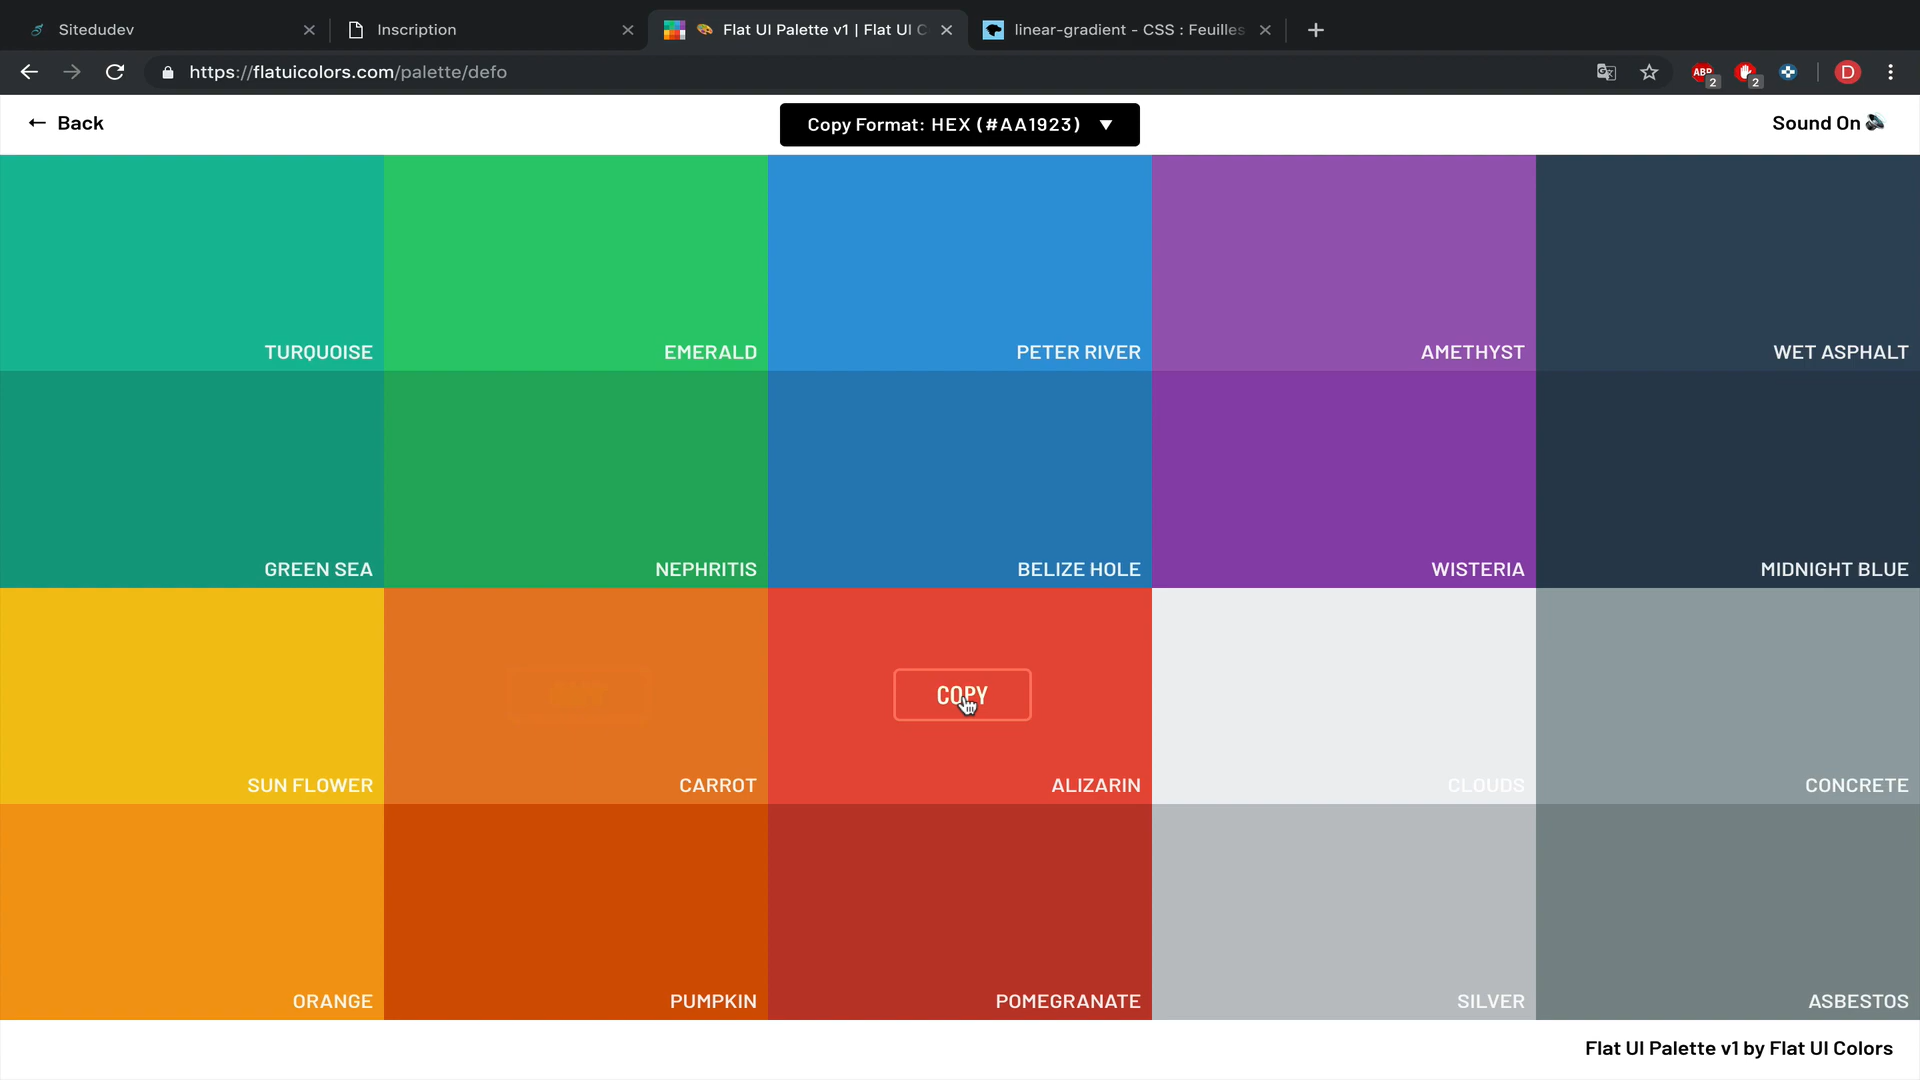 Sitedudev
Inscription
Flat UI Palette v1 | Flat UI C
linear-gradient - CSS : Feuilles
https://flatuicolors.com/palette/defo
ABP
2
2
D
← Back
Copy Format: HEX (#AA1923) ▼
Sound On
TURQUOISE
EMERALD
PETER RIVER
AMETHYST
WET ASPHALT
GREEN SEA
NEPHRITIS
BELIZE HOLE
WISTERIA
MIDNIGHT BLUE
COPY
SUN FLOWER
CARROT
ALIZARIN
CLOUDS
CONCRETE
ORANGE
PUMPKIN
POMEGRANATE
SILVER
ASBESTOS
Flat UI Palette v1 by Flat UI Colors